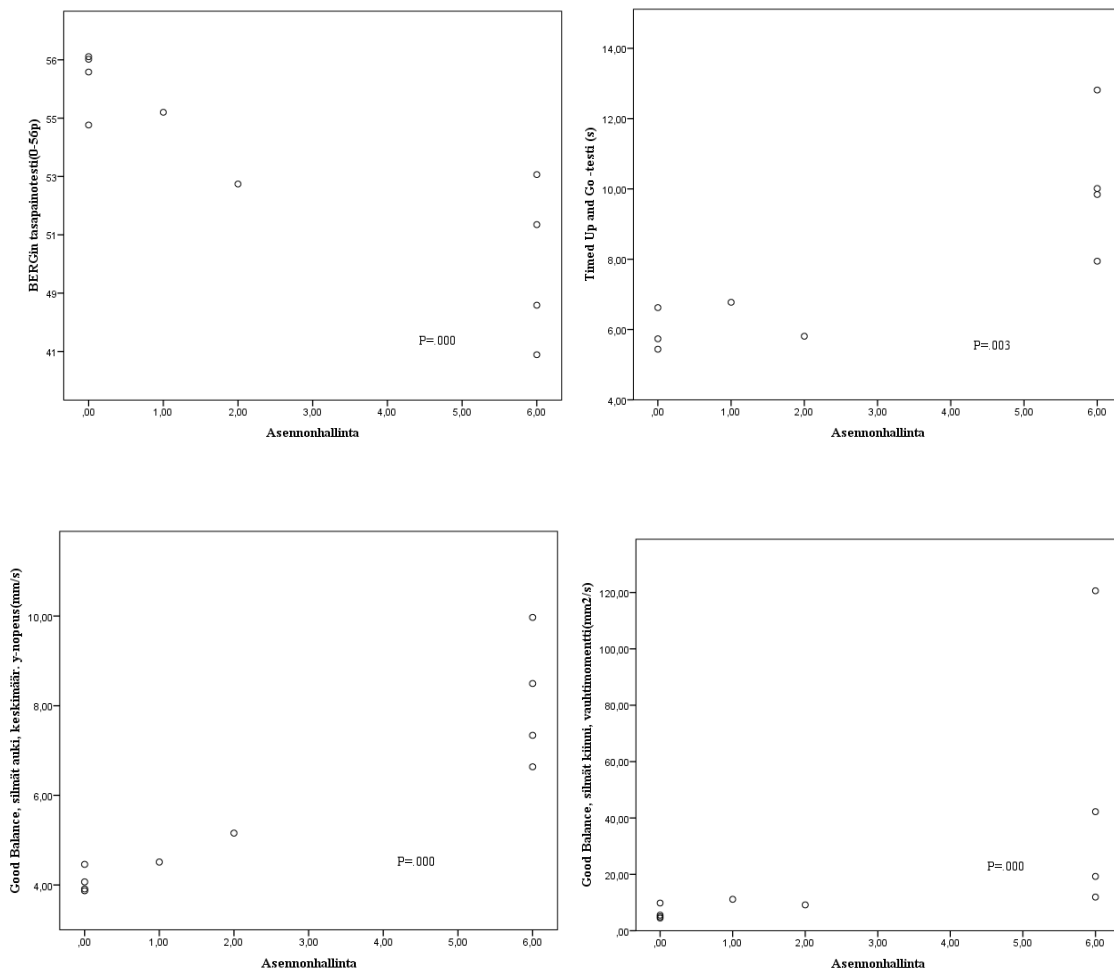 BERGin tasapainotesti(0-56p)
56
55
53
51
49
41
P=.000
,00 1,00 2,00 3,00 4,00 5,00 6,00
Asennonhallinta
Timed Up and Go -testi (s)
14,00
12,00
10,00
8,00
6,00
4,00
P=.003
,00 1,00 2,00 3,00 4,00 5,00 6,00
Asennonhallinta
Good Balance, silmät auki, keskimäär. y-nopeus(mm/s)
10,00
8,00
6,00
4,00
P=.000
,00 1,00 2,00 3,00 4,00 5,00 6,00
Asennonhallinta
Good Balance, silmät kiinni, vauhtimomentti(mm2/s)
120,00
100,00
80,00
60,00
40,00
20,00
,00
P=.000
,00 1,00 2,00 3,00 4,00 5,00 6,00
Asennonhallinta